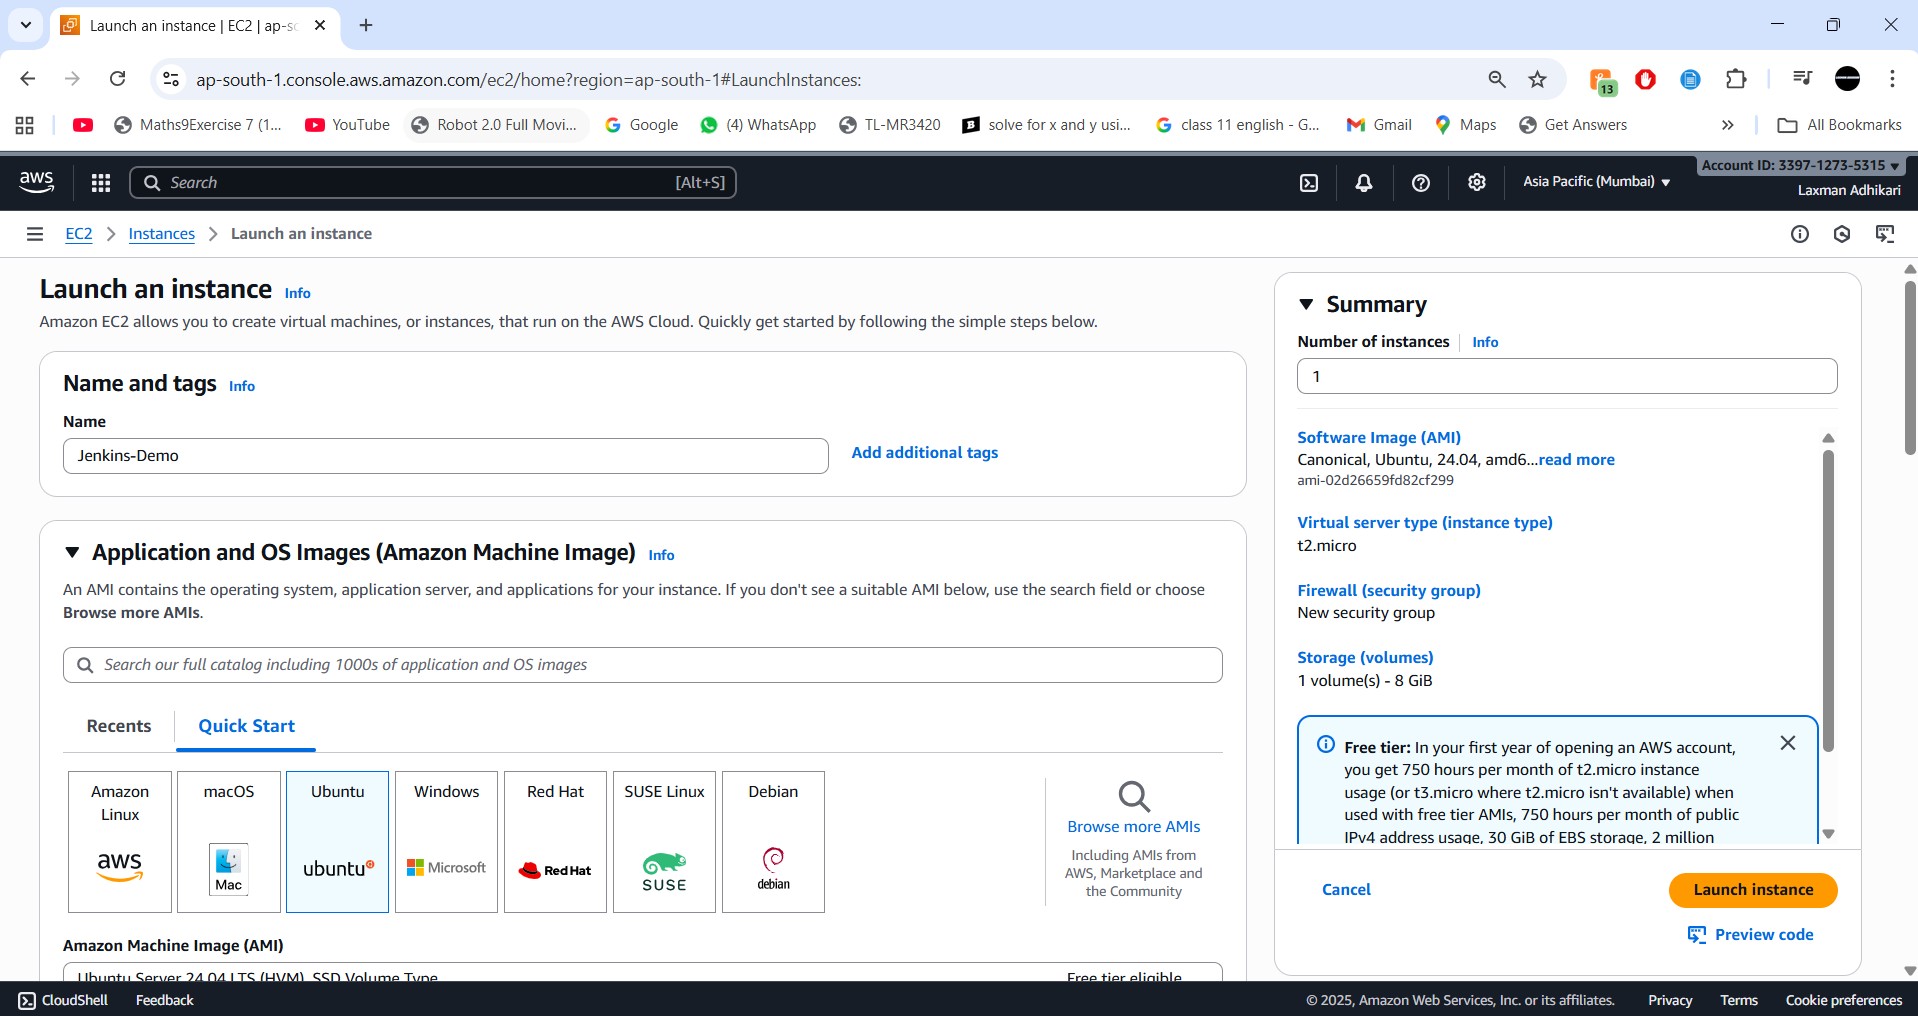 Launch an instance | EC2 | ap-sc
ap-south-1.console.aws.amazon.com/ec2/home?region=ap-south-1#LaunchInstances:
13
Maths9Exercise 7 (1...
YouTube
Robot 2.0 Full Movi...
Google
(4) WhatsApp
TL-MR3420
B
solve for x and y usi...
class 11 english - G...
Gmail
Maps
Get Answers
»
All Bookmarks
aws
Search
[Alt+S]
Asia Pacific (Mumbai)
Account ID: 3397-1273-5315
Laxman Adhikari
EC2 > Instances > Launch an instance
Launch an instance Info
Amazon EC2 allows you to create virtual machines, or instances, that run on the AWS Cloud. Quickly get started by following the simple steps below.
Name and tags Info
Name
Jenkins-Demo
Add additional tags
Application and OS Images (Amazon Machine Image) Info
An AMI contains the operating system, application server, and applications for your instance. If you don't see a suitable AMI below, use the search field or choose
Browse more AMIs.
Search our full catalog including 1000s of application and OS images
Recents
Quick Start
Amazon
Linux
aws
macOS
Mac
Ubuntu
ubuntu
Windows
Microsoft
Red Hat
Red Hat
SUSE Linux
SUSE
Debian
debian
Browse more AMIs
Including AMIs from
AWS, Marketplace and
the Community
Amazon Machine Image (AMI)
Ubuntu Server 24.04 LTS (HVM), SSD Volume Type
Free tier eligible
Summary
Number of instances Info
1
Software Image (AMI)
Canonical, Ubuntu, 24.04, amd6...read more
ami-02d26659fd82cf299
Virtual server type (instance type)
t2.micro
Firewall (security group)
New security group
Storage (volumes)
1 volume(s) - 8 GiB
Free tier: In your first year of opening an AWS account,
you get 750 hours per month of t2.micro instance
usage (or t3.micro where t2.micro isn't available) when
used with free tier AMIs, 750 hours per month of public
IPv4 address usage, 30 GiB of EBS storage, 2 million
Cancel
Launch instance
Preview code
CloudShell
Feedback
© 2025, Amazon Web Services, Inc. or its affiliates.
Privacy
Terms
Cookie preferences